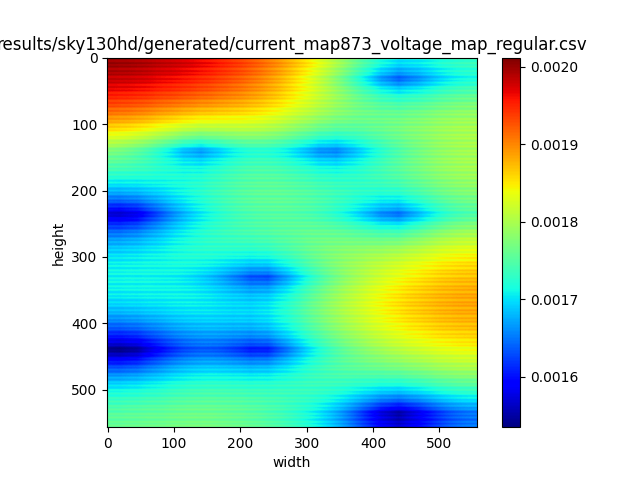 results/sky130hd/generated/current_map873_voltage_map_regular.csv
0
100
200
300
400
500
height
0 100 200 300 400 500
width
0.0020
0.0019
0.0018
0.0017
0.0016